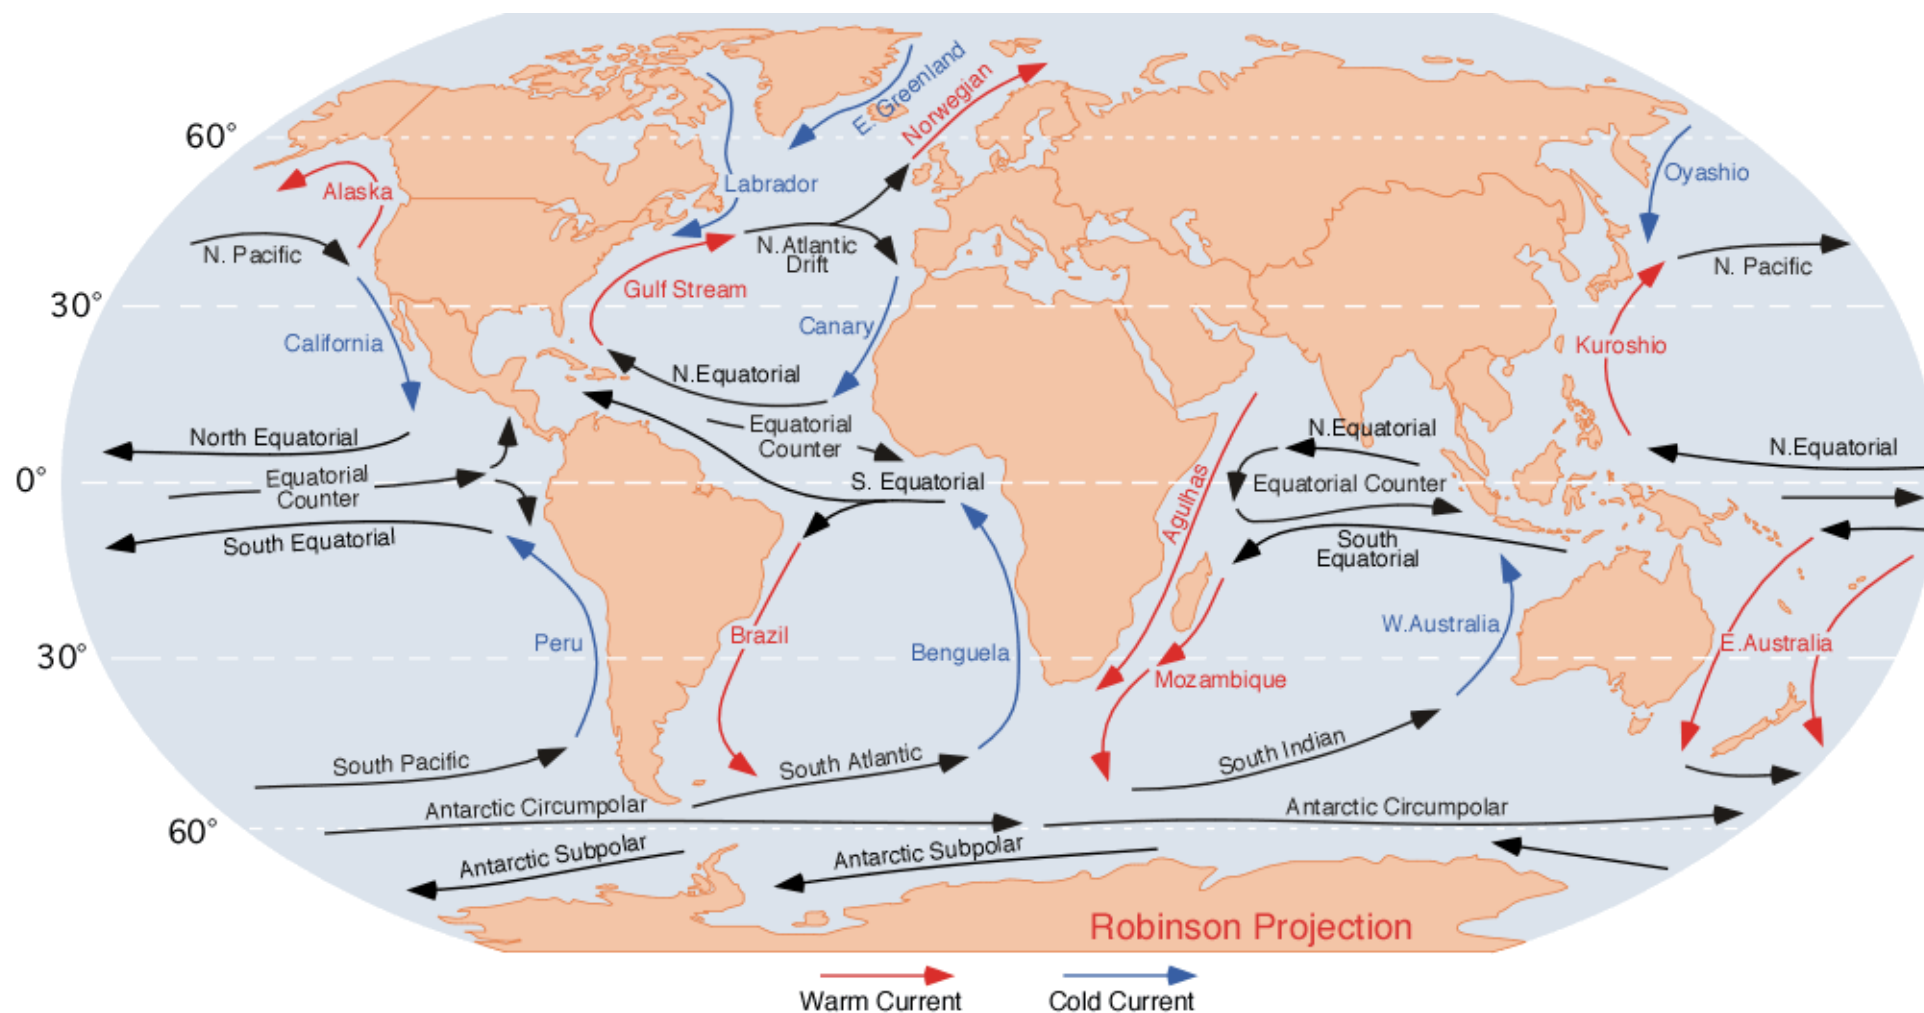 E. Greenland
Norwegian
60°
Alaska
Labrador
Oyashio
N. Pacific
N.Atlantic
Drift
N. Pacific
30°
Gulf Stream
California
Canary
Kuroshio
N.Equatorial
North Equatorial
Equatorial
Counter
N.Equatorial
N.Equatorial
0°
Equatorial
Counter
S. Equatorial
Agulhas
Equatorial Counter
South Equatorial
South
Equatorial
30°
Peru
Brazil
Benguela
Mozambique
W.Australia
E.Australia
South Pacific
South Atlantic
South Indian
60°
Antarctic Circumpolar
Antarctic Circumpolar
Antarctic Subpolar
Antarctic Subpolar
Robinson Projection
Warm Current
Cold Current